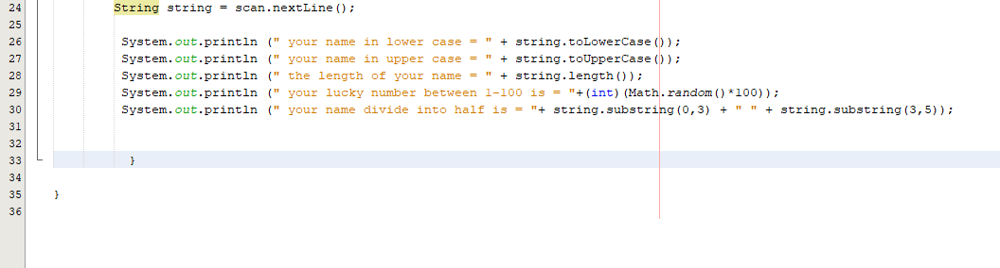 24 String string = scan.nextLine();
25
26 System.out.println (" your name in lower case = " + string.toLowerCase());
27 System.out.println (" your name in upper case = " + string.toUpperCase());
28 System.out.println (" the length of your name = " + string.length());
29 System.out.println (" your lucky number between 1-100 is = "+(int)(Math.random()*100));
30 System.out.println (" your name divide into half is = "+ string.substring(0,3) + " " + string.substring(3,5));
31
32
33 }
34
35 }
36